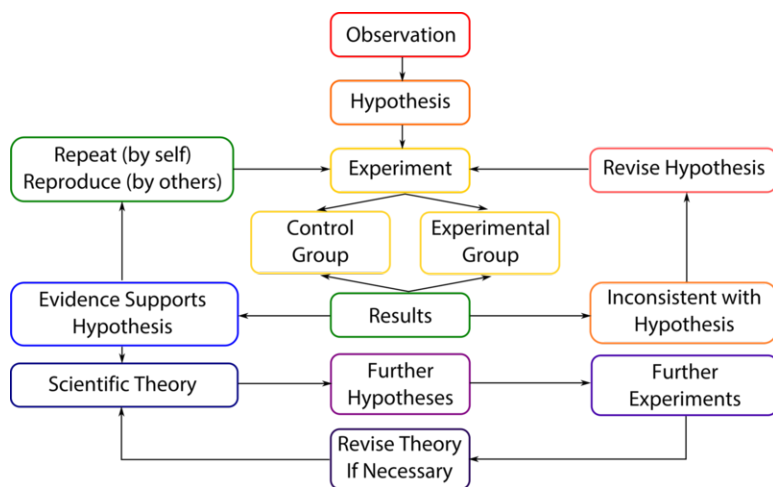 Observation
Hypothesis
Repeat (by self)
Reproduce (by others)
Experiment
Revise Hypothesis
Control
Group
Experimental
Group
Evidence Supports
Hypothesis
Results
Inconsistent with
Hypothesis
Scientific Theory
Further
Hypotheses
Further
Experiments
Revise Theory
If Necessary